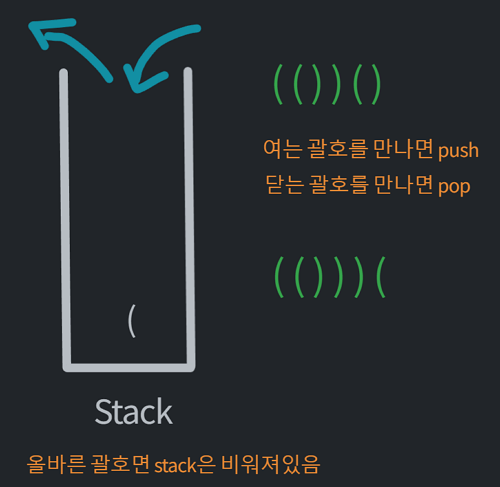 (())()
여는 괄호를 만나면 push
닫는 괄호를 만나면 pop
(()))(
(
Stack
올바른 괄호면 stack은 비워져있음